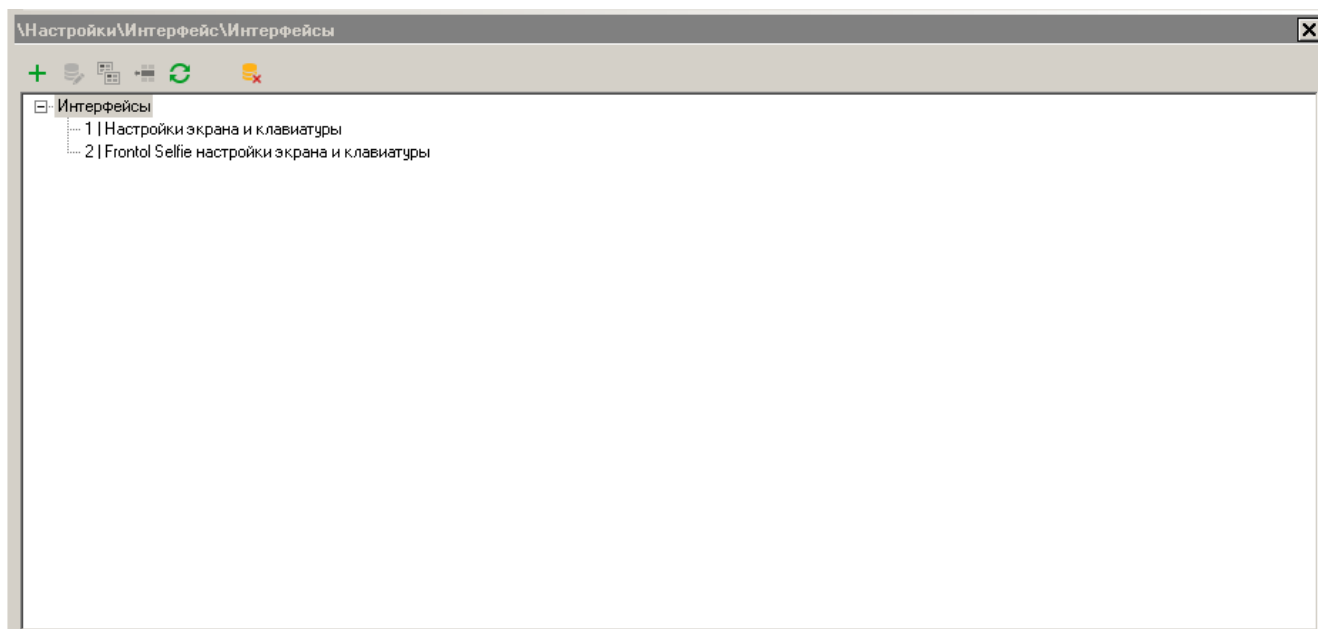 \Настройки\Интерфейс\Интерфейсы
Интерфейсы
1 | Настройки экрана и клавиатуры
2 | Frontol Selfie настройки экрана и клавиатуры